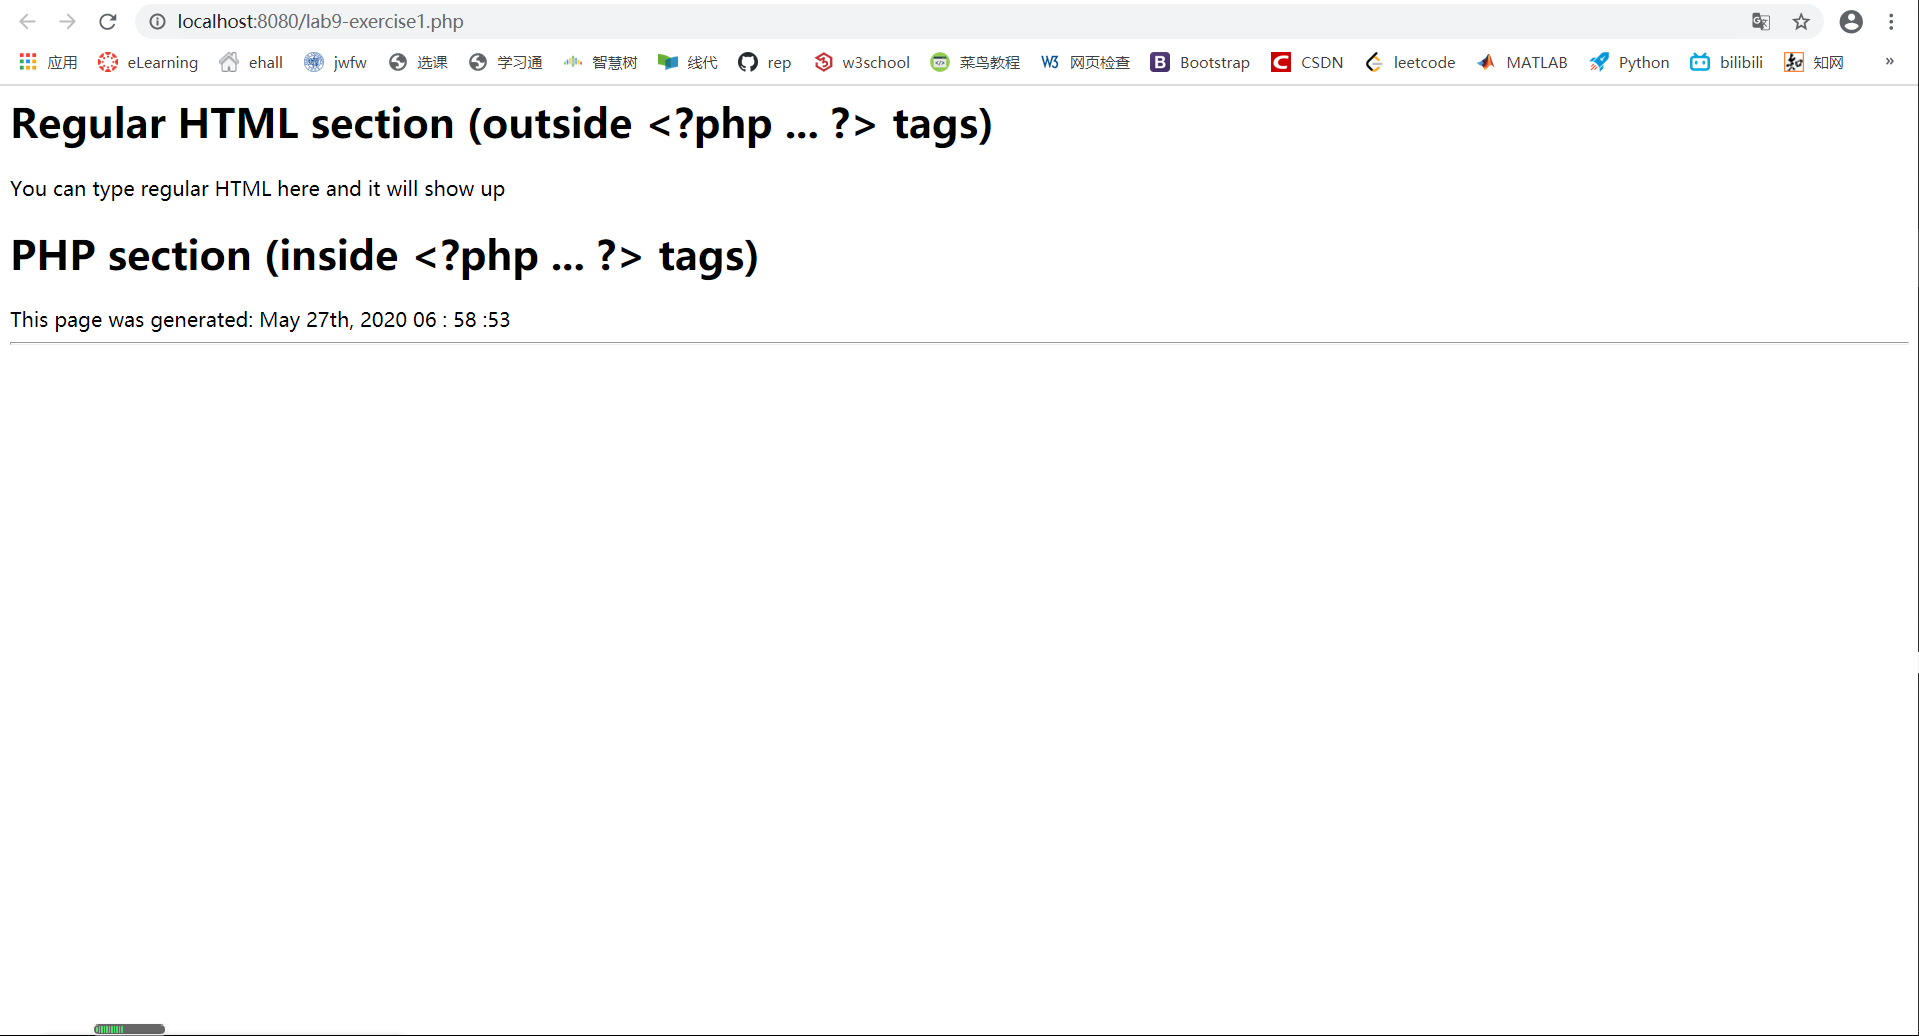 localhost:8080/lab9-exercise1.php
应用 eLearning ehall jwfw 选课 学习通 智慧树 线代 rep w3school 菜鸟教程 W3 网页检查 B Bootstrap C CSDN leetcode MATLAB Python bilibili 知 知网 »
Regular HTML section (outside <?php ... ?> tags)
You can type regular HTML here and it will show up
PHP section (inside <?php ... ?> tags)
This page was generated: May 27th, 2020 06 : 58 :53